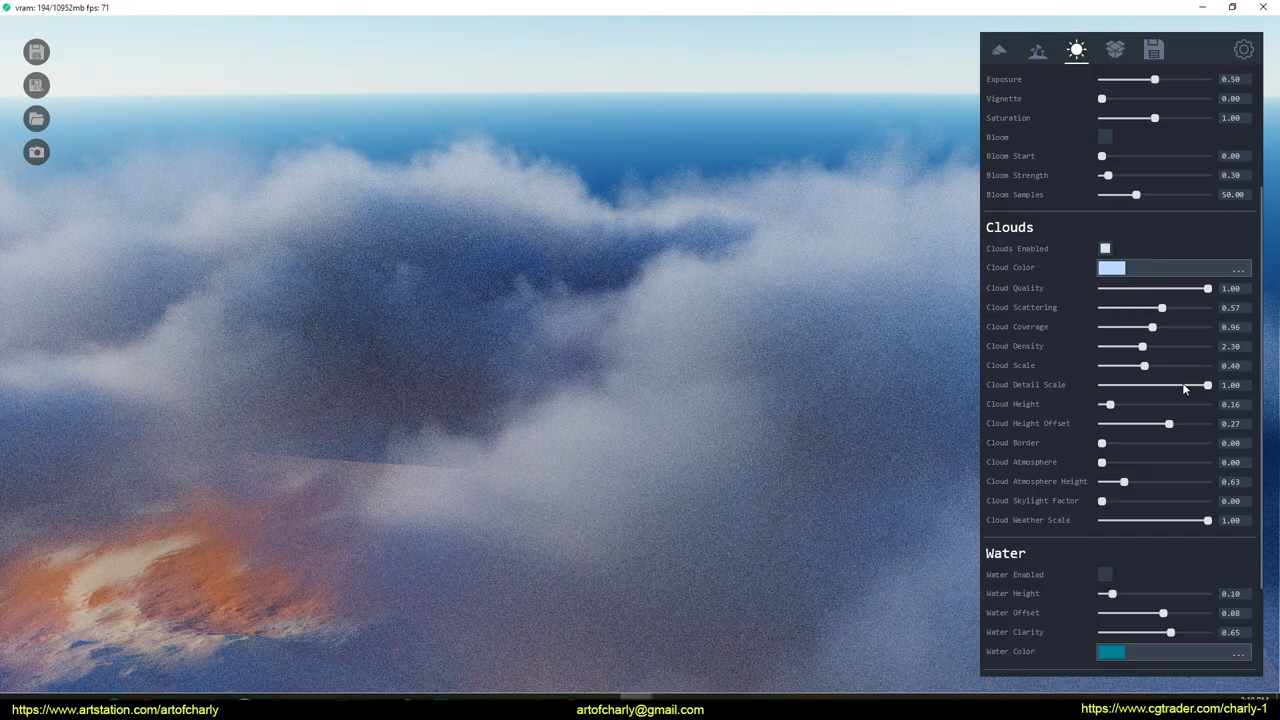 vram: 194/10952mb fps: 71
Exposure 0.50
Vignette 0.00
Saturation 1.00
Bloom
Bloom Start 0.00
Bloom Strength 0.30
Bloom Samples 50.00
Clouds
Clouds Enabled
Cloud Color ...
Cloud Quality 1.00
Cloud Scattering 0.57
Cloud Coverage 0.96
Cloud Density 2.30
Cloud Scale 0.40
Cloud Detail Scale 1.00
Cloud Height 0.16
Cloud Height Offset 0.27
Cloud Border 0.00
Cloud Atmosphere 0.00
Cloud Atmosphere Height 0.63
Cloud Skylight Factor 0.00
Cloud Weather Scale 1.00
Water
Water Enabled
Water Height 0.10
Water Offset 0.08
Water Clarity 0.65
Water Color ...
https://www.artstation.com/artofcharly
artofcharly@gmail.com
https://www.cgtrader.com/charly-1